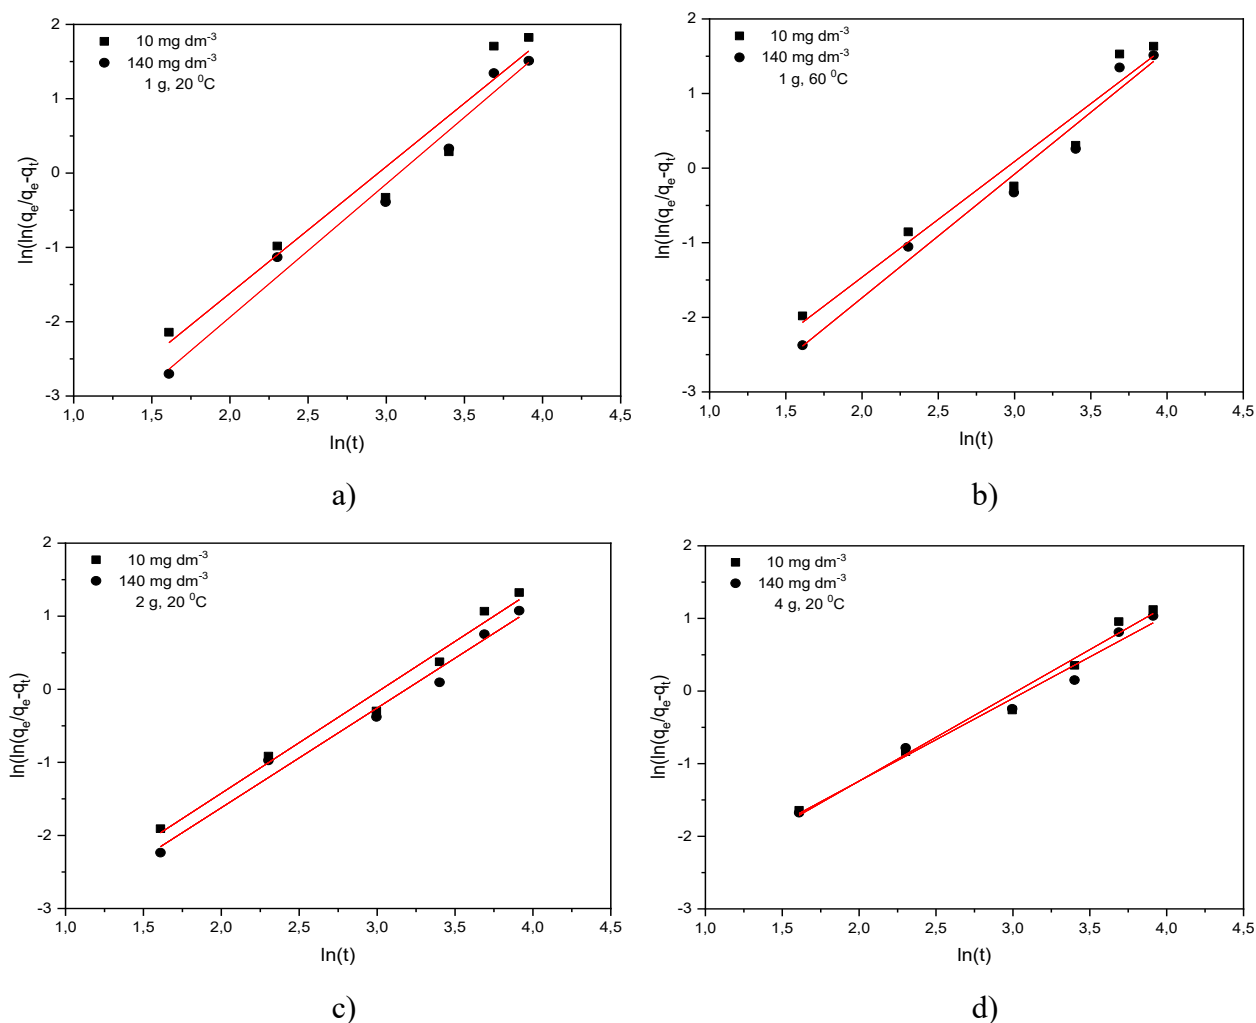 2
1
0
-1
-2
-3
ln(ln(qₑ/qₑ-qₜ)
10 mg dm⁻³
140 mg dm⁻³
1 g, 20 ⁰C
1,0 1,5 2,0 2,5 3,0 3,5 4,0 4,5
ln(t)
a)
2
1
0
-1
-2
-3
ln(ln(qₑ/qₑ-qₜ)
10 mg dm⁻³
140 mg dm⁻³
1 g, 60 ⁰C
1,0 1,5 2,0 2,5 3,0 3,5 4,0 4,5
ln(t)
b)
2
1
0
-1
-2
-3
ln(ln(qₑ/qₑ-qₜ)
10 mg dm⁻³
140 mg dm⁻³
2 g, 20 ⁰C
1,0 1,5 2,0 2,5 3,0 3,5 4,0 4,5
ln(t)
c)
2
1
0
-1
-2
-3
ln(ln(qₑ/qₑ-qₜ)
10 mg dm⁻³
140 mg dm⁻³
4 g, 20 ⁰C
1,0 1,5 2,0 2,5 3,0 3,5 4,0 4,5
ln(t)
d)